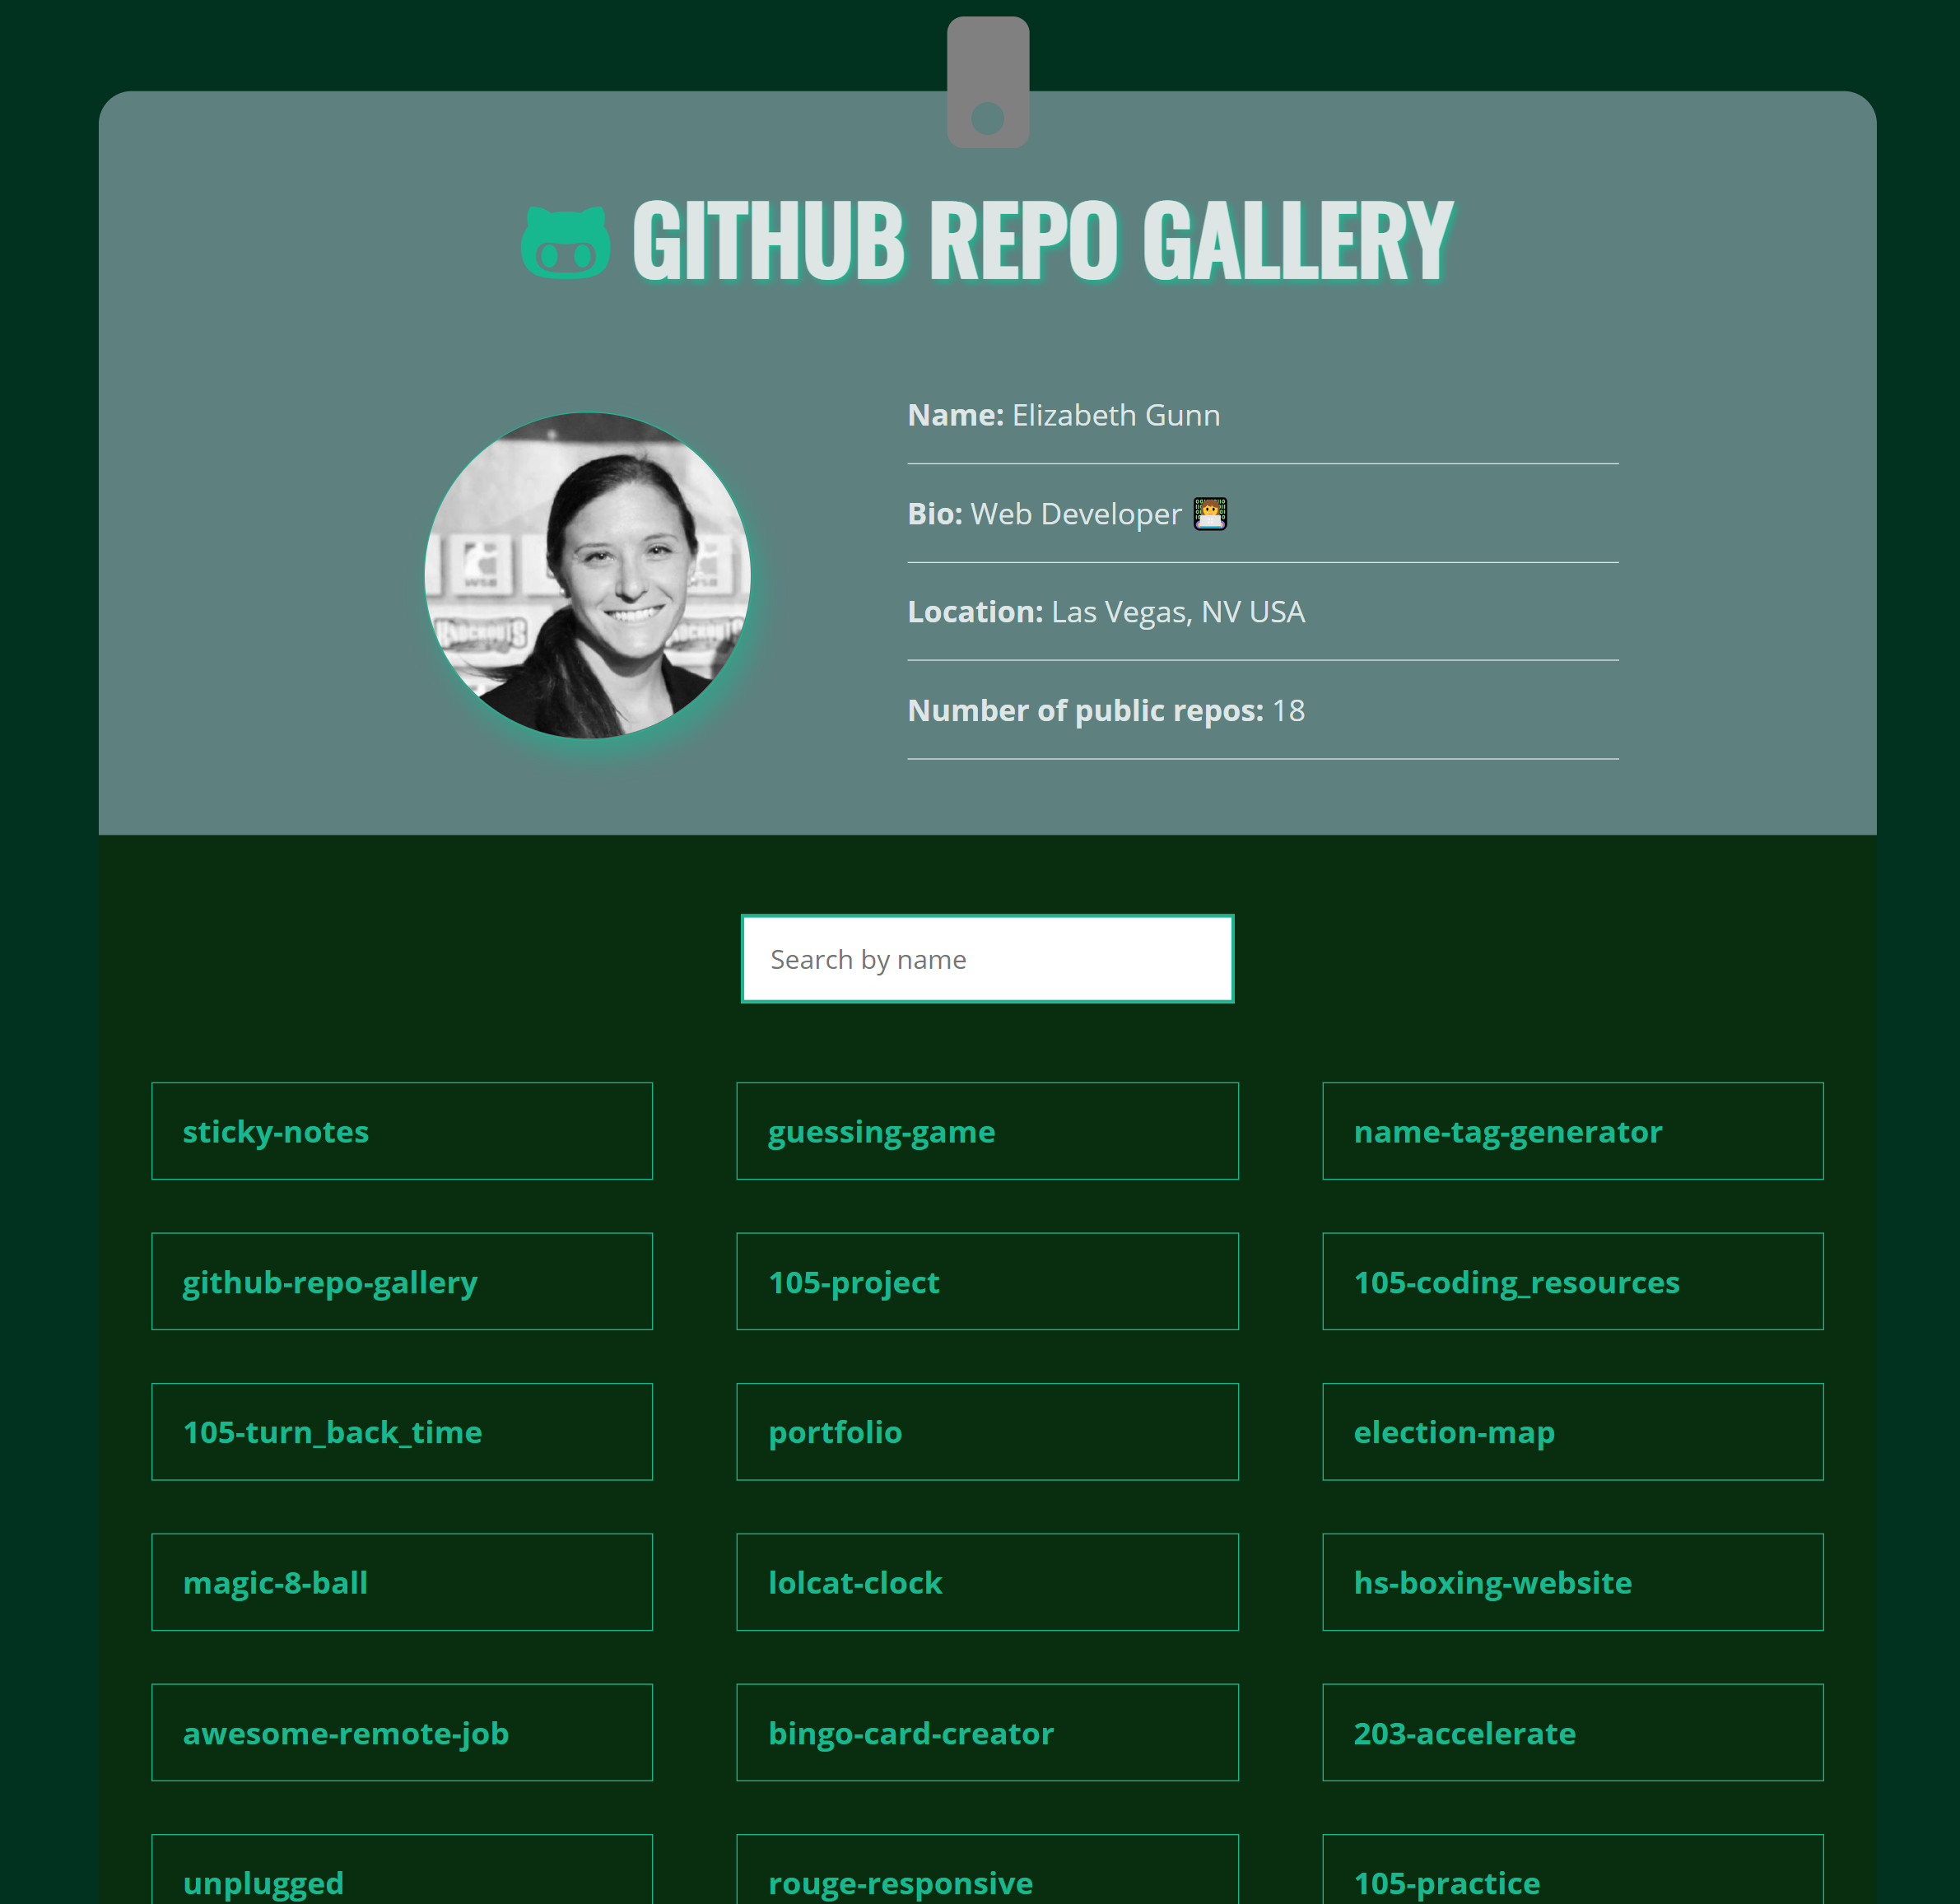 GITHUB REPO GALLERY
Name: Elizabeth Gunn
Bio: Web Developer 👩‍💻
Location: Las Vegas, NV USA
Number of public repos: 18
KNOCKOUTS
Search by name
sticky-notes
guessing-game
name-tag-generator
github-repo-gallery
105-project
105-coding_resources
105-turn_back_time
portfolio
election-map
magic-8-ball
lolcat-clock
hs-boxing-website
awesome-remote-job
bingo-card-creator
203-accelerate
unplugged
rouge-responsive
105-practice